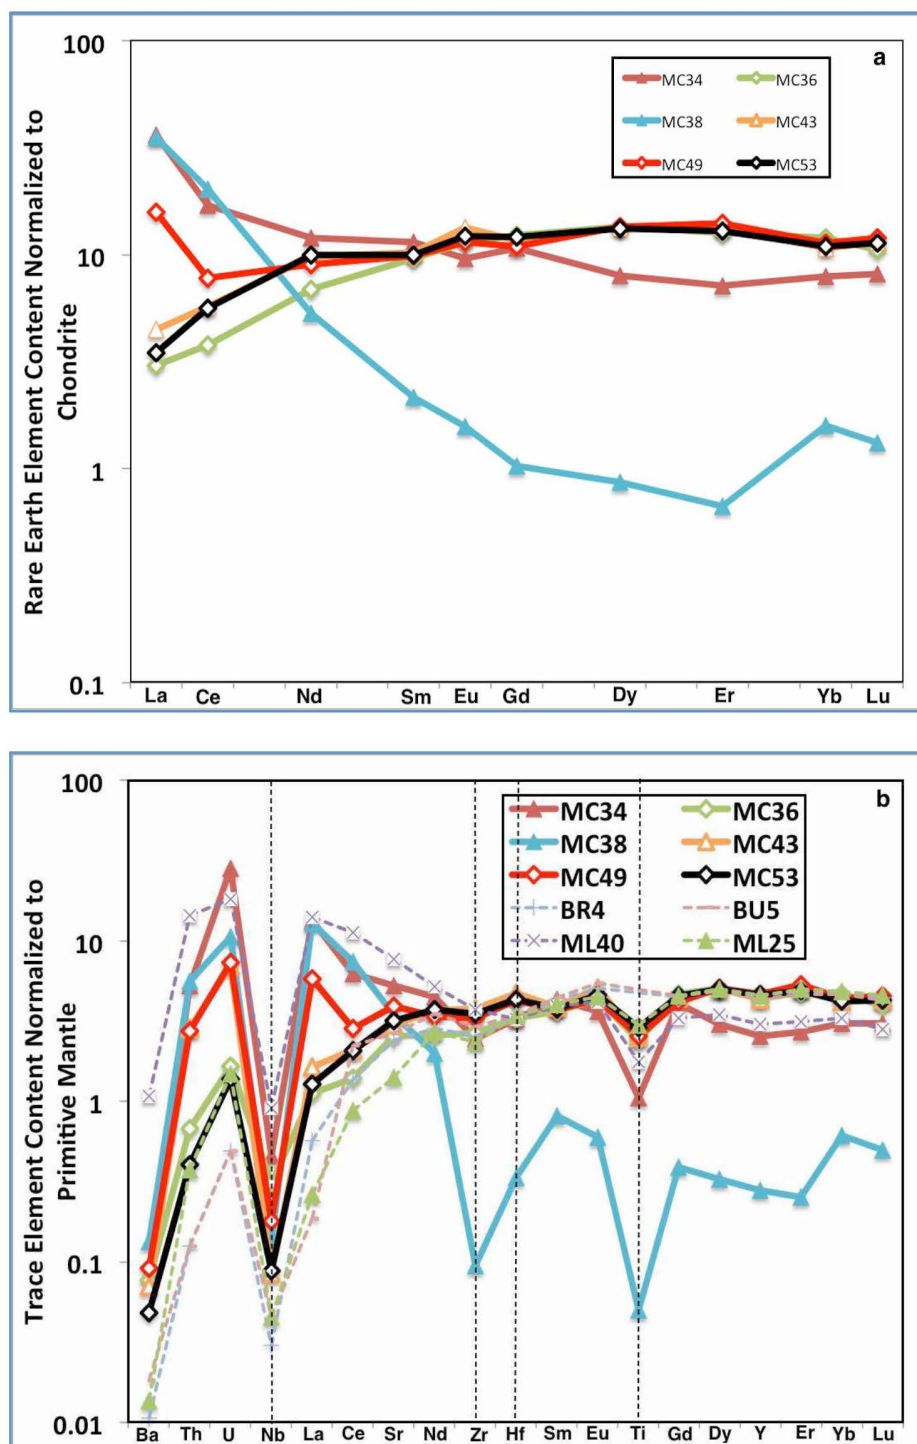 a
Rare Earth Element Content Normalized to
Chondrite
100
10
1
0.1
MC34 MC36
MC38 MC43
MC49 MC53
La Ce Nd Sm Eu Gd Dy Er Yb Lu
b
Trace Element Content Normalized to
Primitive Mantle
100
10
1
0.1
0.01
MC34 MC36
MC38 MC43
MC49 MC53
BR4 BU5
ML40 ML25
Ba Th U Nb La Ce Sr Nd Zr Hf Sm Eu Ti Gd Dy Y Er Yb Lu